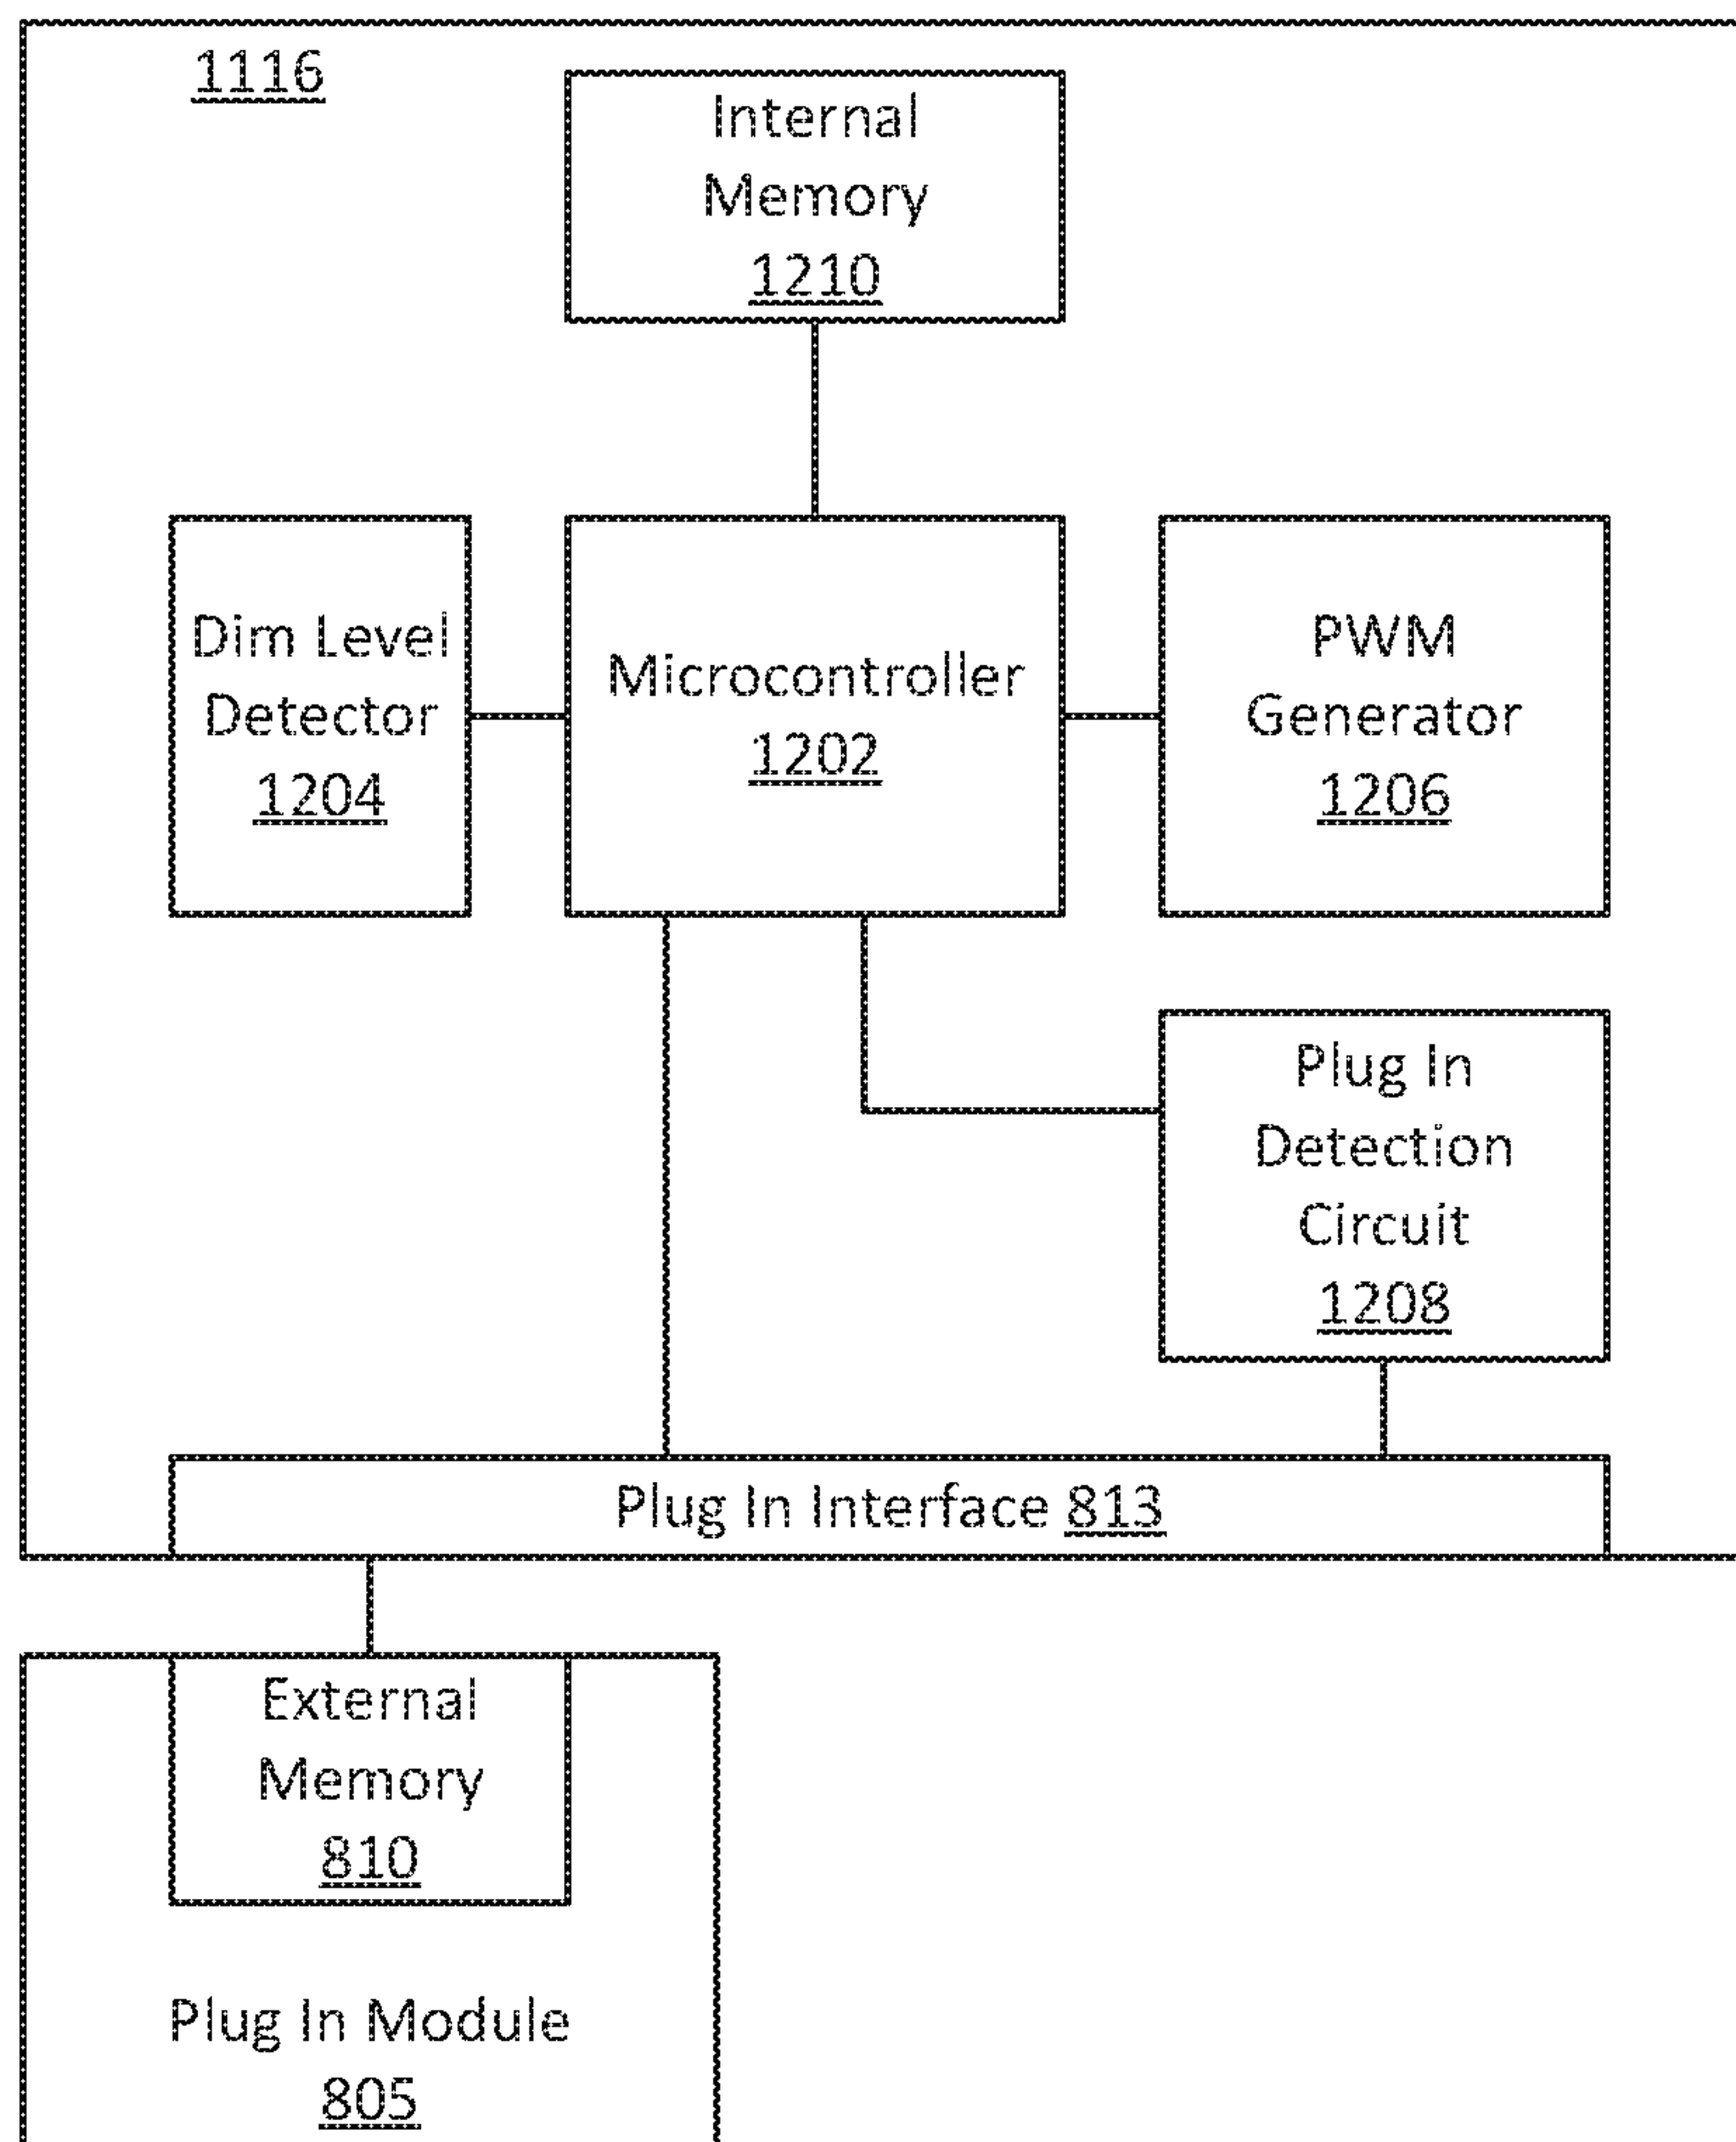 1116
Internal
Memory
1210
Dim Level
Detector
1204
Microcontroller
1202
PWM
Generator
1206
Plug In
Detection
Circuit
1208
Plug In Interface 813
External
Memory
810
Plug In Module
805